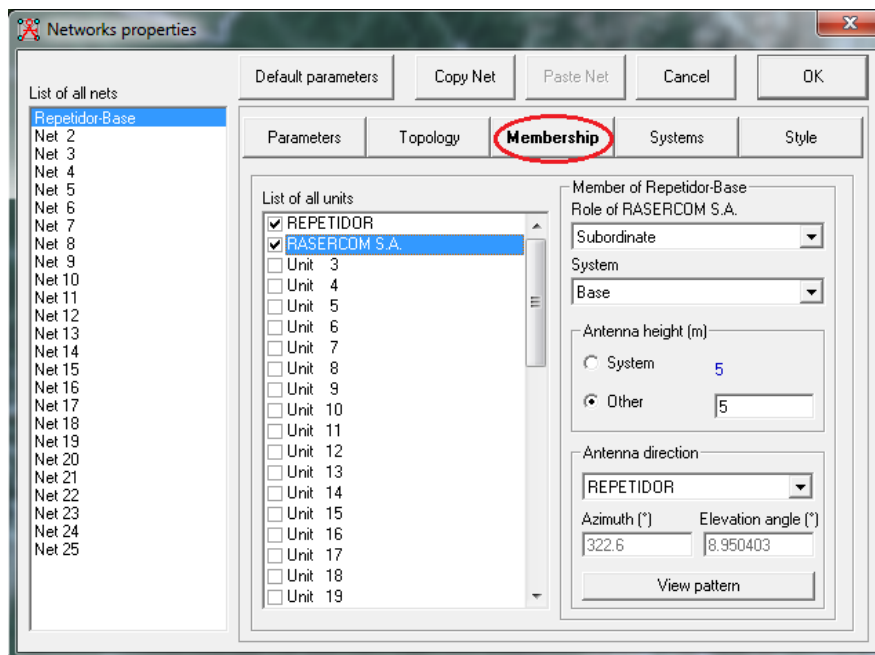 Networks properties
Default parameters
Copy Net
Paste Net
Cancel
OK
List of all nets
Repetidor-Base
Net 2
Net 3
Net 4
Net 5
Net 6
Net 7
Net 8
Net 9
Net 10
Net 11
Net 12
Net 13
Net 14
Net 15
Net 16
Net 17
Net 18
Net 19
Net 20
Net 21
Net 22
Net 23
Net 24
Net 25
Parameters
Topology
Membership
Systems
Style
List of all units
REPETIDOR
RASERCOM S.A.
Unit 3
Unit 4
Unit 5
Unit 6
Unit 7
Unit 8
Unit 9
Unit 10
Unit 11
Unit 12
Unit 13
Unit 14
Unit 15
Unit 16
Unit 17
Unit 18
Unit 19
Member of Repetidor-Base
Role of RASERCOM S.A.
Subordinate
System
Base
Antenna height (m)
System 5
Other 5
Antenna direction
REPETIDOR
Azimuth (°) Elevation angle (°)
322.6 8.950403
View pattern